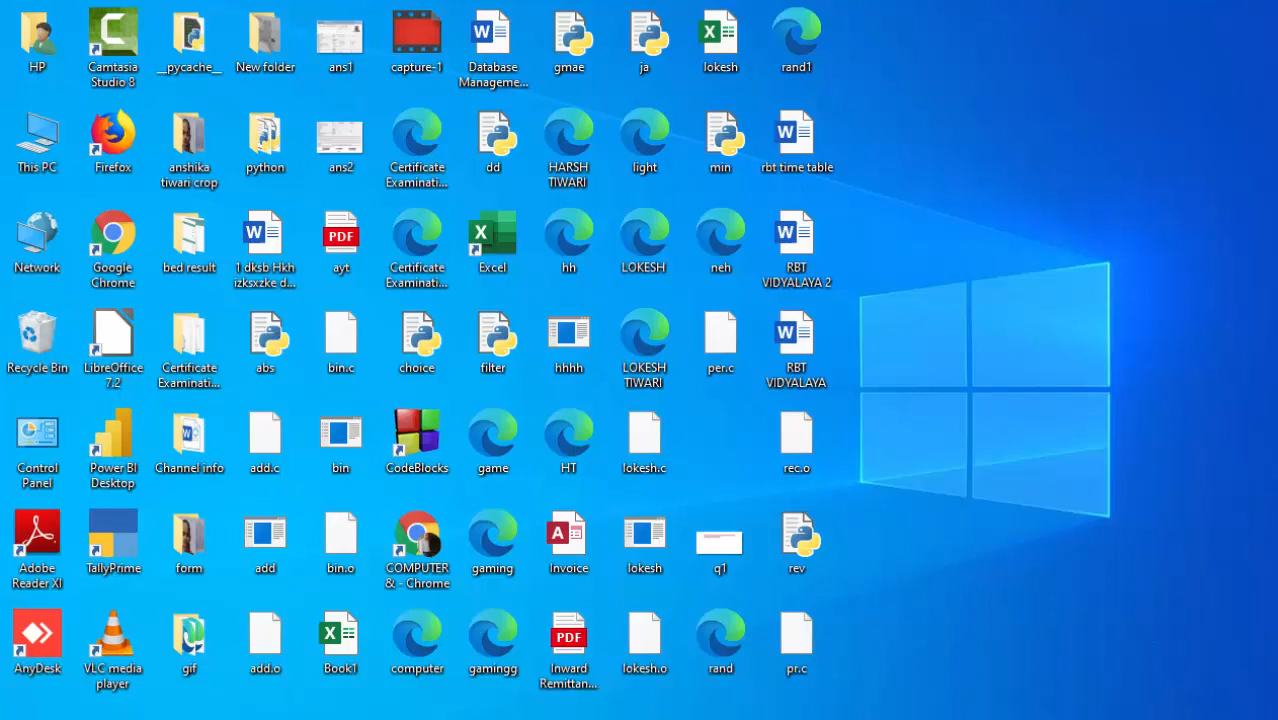 HP
Camtasia
Studio 8
__pycache__
New folder
ans1
capture-1
Database
Manageme...
gmae
ja
lokesh
rand1
This PC
Firefox
anshika
tiwari crop
python
ans2
Certificate
Examinati...
dd
HARSH
TIWARI
light
min
rbt time table
Network
Google
Chrome
bed result
1 dksb Hkh
izksxzke d...
PDF
ayt
Certificate
Examinati...
Excel
hh
LOKESH
neh
RBT
VIDYALAYA 2
Recycle Bin
LibreOffice
7.2
Certificate
Examinati...
abs
bin.c
choice
filter
hhhh
LOKESH
TIWARI
per.c
RBT
VIDYALAYA
Control
Panel
Power BI
Desktop
Channel info
add.c
bin
CodeBlocks
game
HT
lokesh.c
rec.o
Adobe
Reader XI
TallyPrime
form
add
bin.o
COMPUTER
& - Chrome
gaming
Invoice
lokesh
q1
rev
AnyDesk
VLC media
player
gif
add.o
Book1
computer
gamingg
PDF
Inward
Remittan...
lokesh.o
rand
pr.c